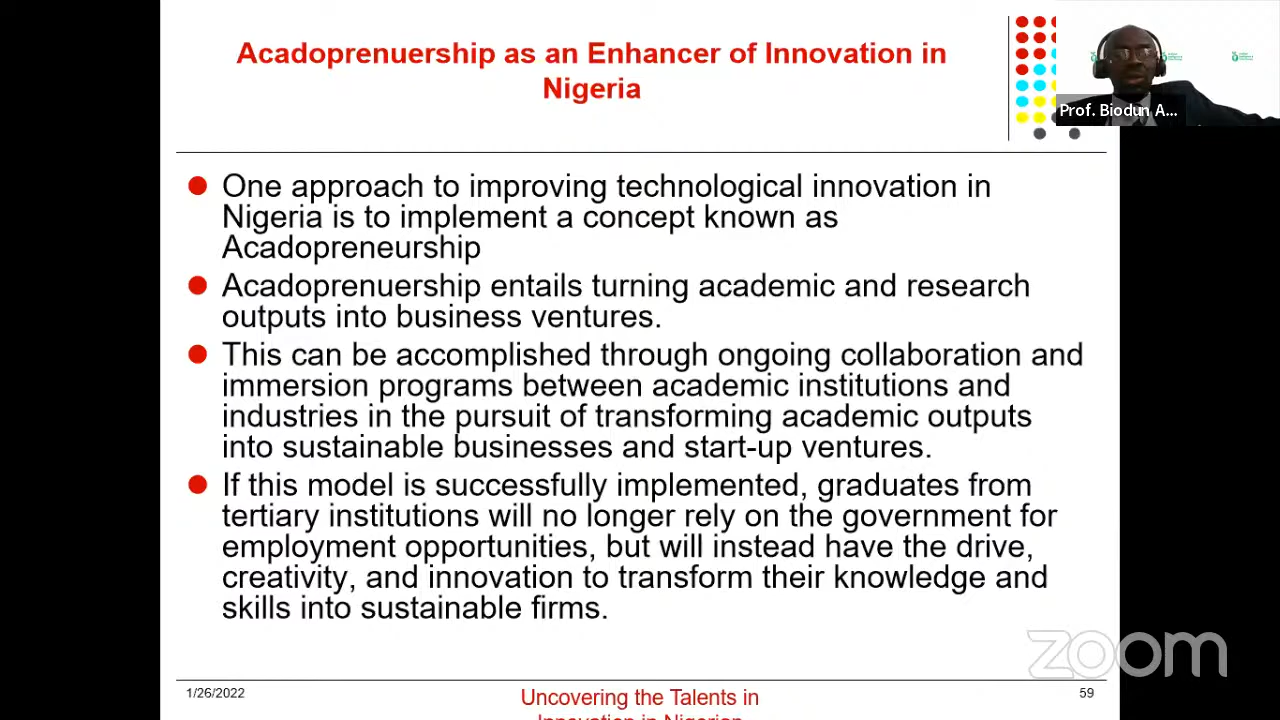 Acadoprenuership as an Enhancer of Innovation in
Nigeria
Prof. Biodun A...
One approach to improving technological innovation in
Nigeria is to implement a concept known as
Acadopreneurship
Acadoprenuership entails turning academic and research
outputs into business ventures.
This can be accomplished through ongoing collaboration and
immersion programs between academic institutions and
industries in the pursuit of transforming academic outputs
into sustainable businesses and start-up ventures.
If this model is successfully implemented, graduates from
tertiary institutions will no longer rely on the government for
employment opportunities, but will instead have the drive,
creativity, and innovation to transform their knowledge and
skills into sustainable firms.
zoom
1/26/2022
Uncovering the Talents in
Innovation in Nigerian
59